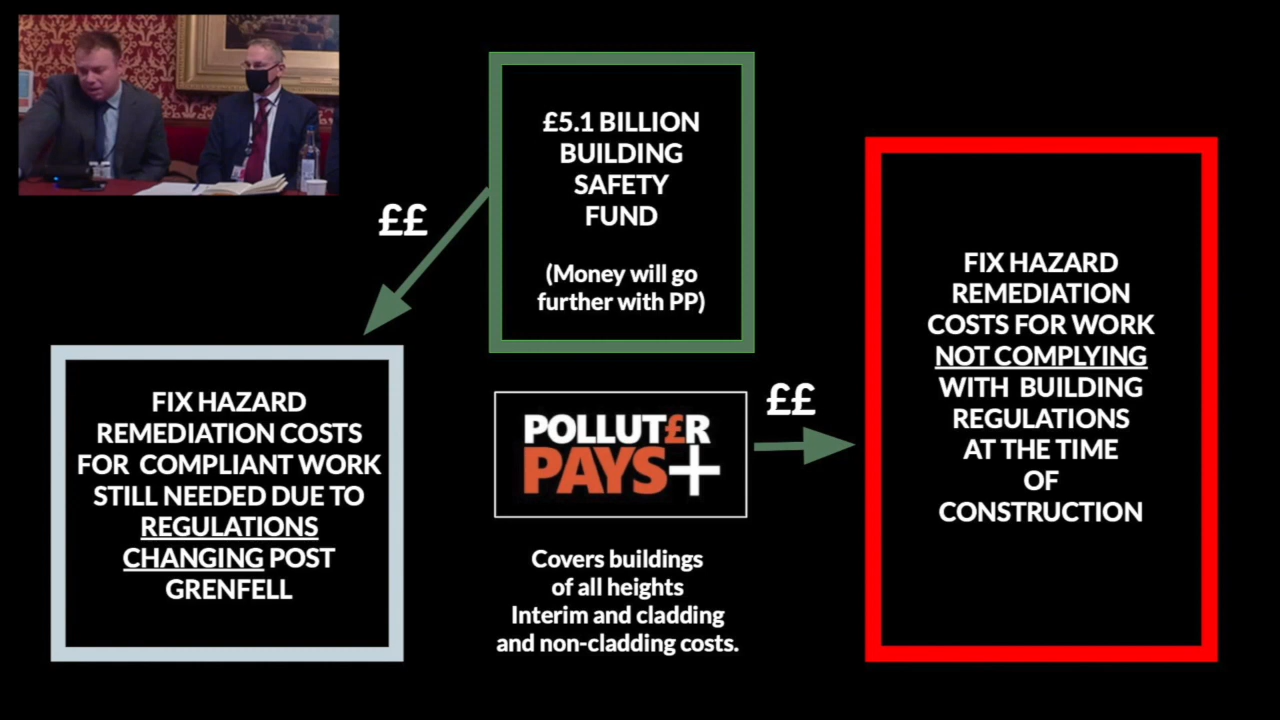 £5.1 BILLION
BUILDING
SAFETY
FUND
(Money will go
further with PP)
££
FIX HAZARD
REMEDIATION COSTS
FOR COMPLIANT WORK
STILL NEEDED DUE TO
REGULATIONS
CHANGING POST
GRENFELL
POLLUT£R
PAYS+
Covers buildings
of all heights
Interim and cladding
and non-cladding costs.
££
FIX HAZARD
REMEDIATION
COSTS FOR WORK
NOT COMPLYING
WITH BUILDING
REGULATIONS
AT THE TIME
OF
CONSTRUCTION